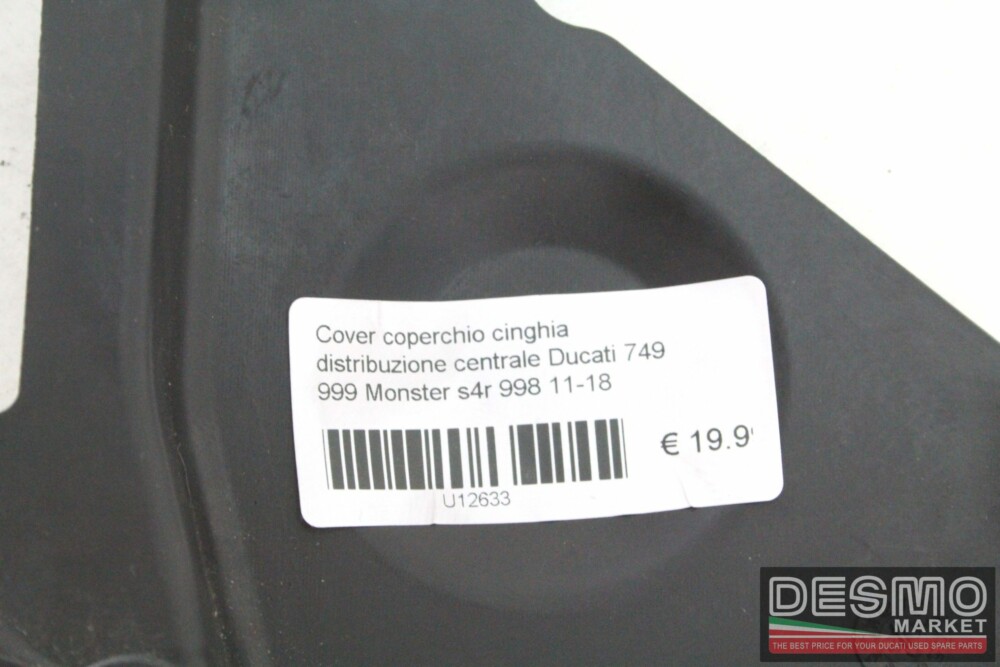 Cover coperchio cinghia
distribuzione centrale Ducati 749
999 Monster s4r 998 11-18
€ 19.9
U12633
DESMO
MARKET
THE BEST PRICE FOR YOUR DUCATI USED SPARE PARTS